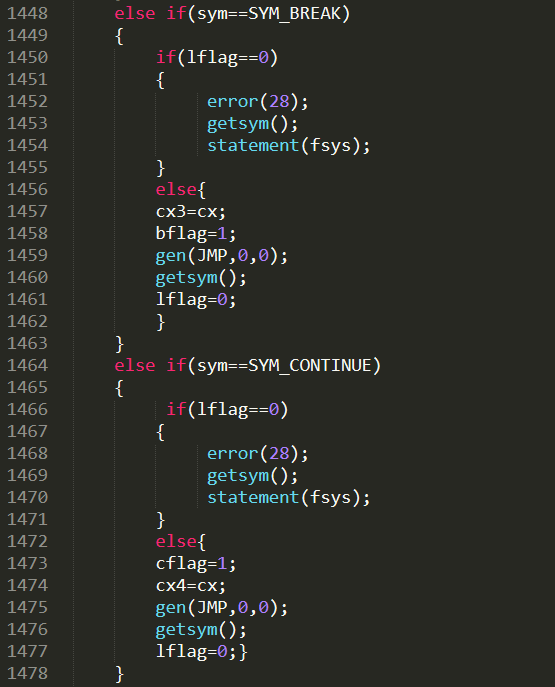 1448 else if(sym==SYM_BREAK)
1449 {
1450 if(lflag==0)
1451 {
1452 error(28);
1453 getsym();
1454 statement(fsys);
1455 }
1456 else{
1457 cx3=cx;
1458 bflag=1;
1459 gen(JMP,0,0);
1460 getsym();
1461 lflag=0;
1462 }
1463 }
1464 else if(sym==SYM_CONTINUE)
1465 {
1466 if(lflag==0)
1467 {
1468 error(28);
1469 getsym();
1470 statement(fsys);
1471 }
1472 else{
1473 cflag=1;
1474 cx4=cx;
1475 gen(JMP,0,0);
1476 getsym();
1477 lflag=0;}
1478 }